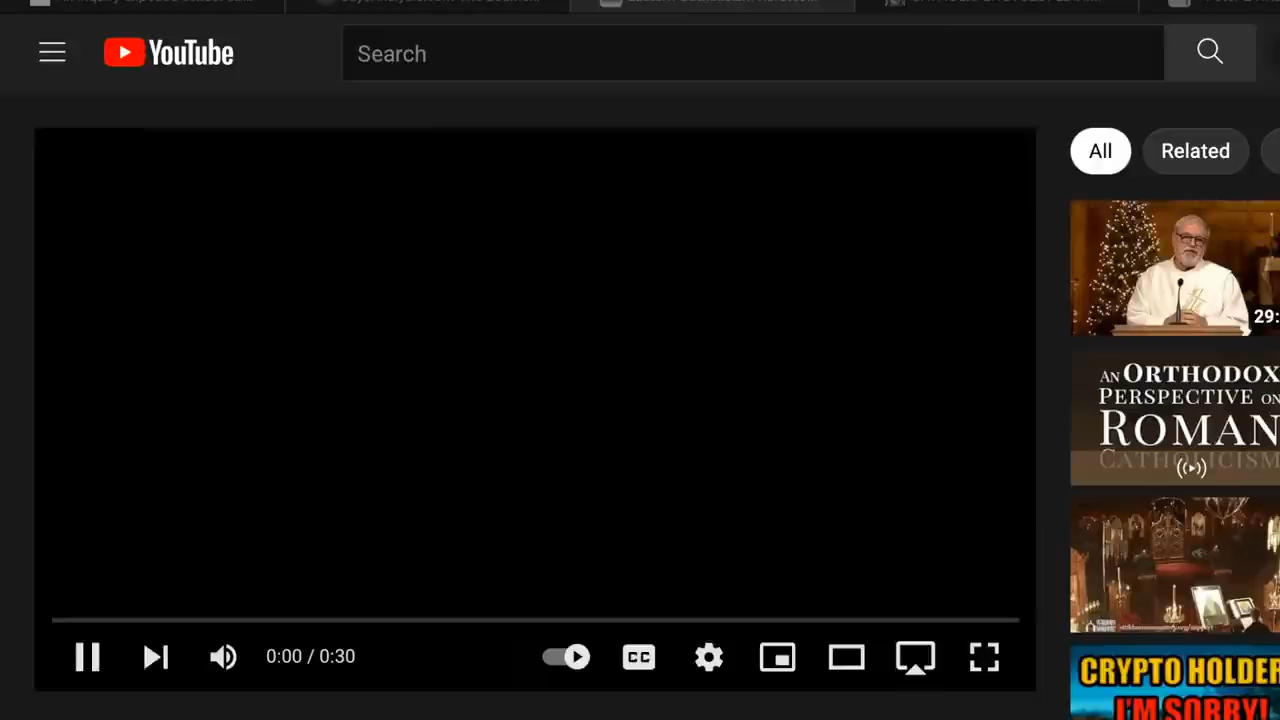 YouTube
Search
All
Related
29:
AN ORTHODOX
PERSPECTIVE ON
ROMAN
CATHOLICISM
0:00 / 0:30
CC
CRYPTO HOLDER
I'M SORRY!